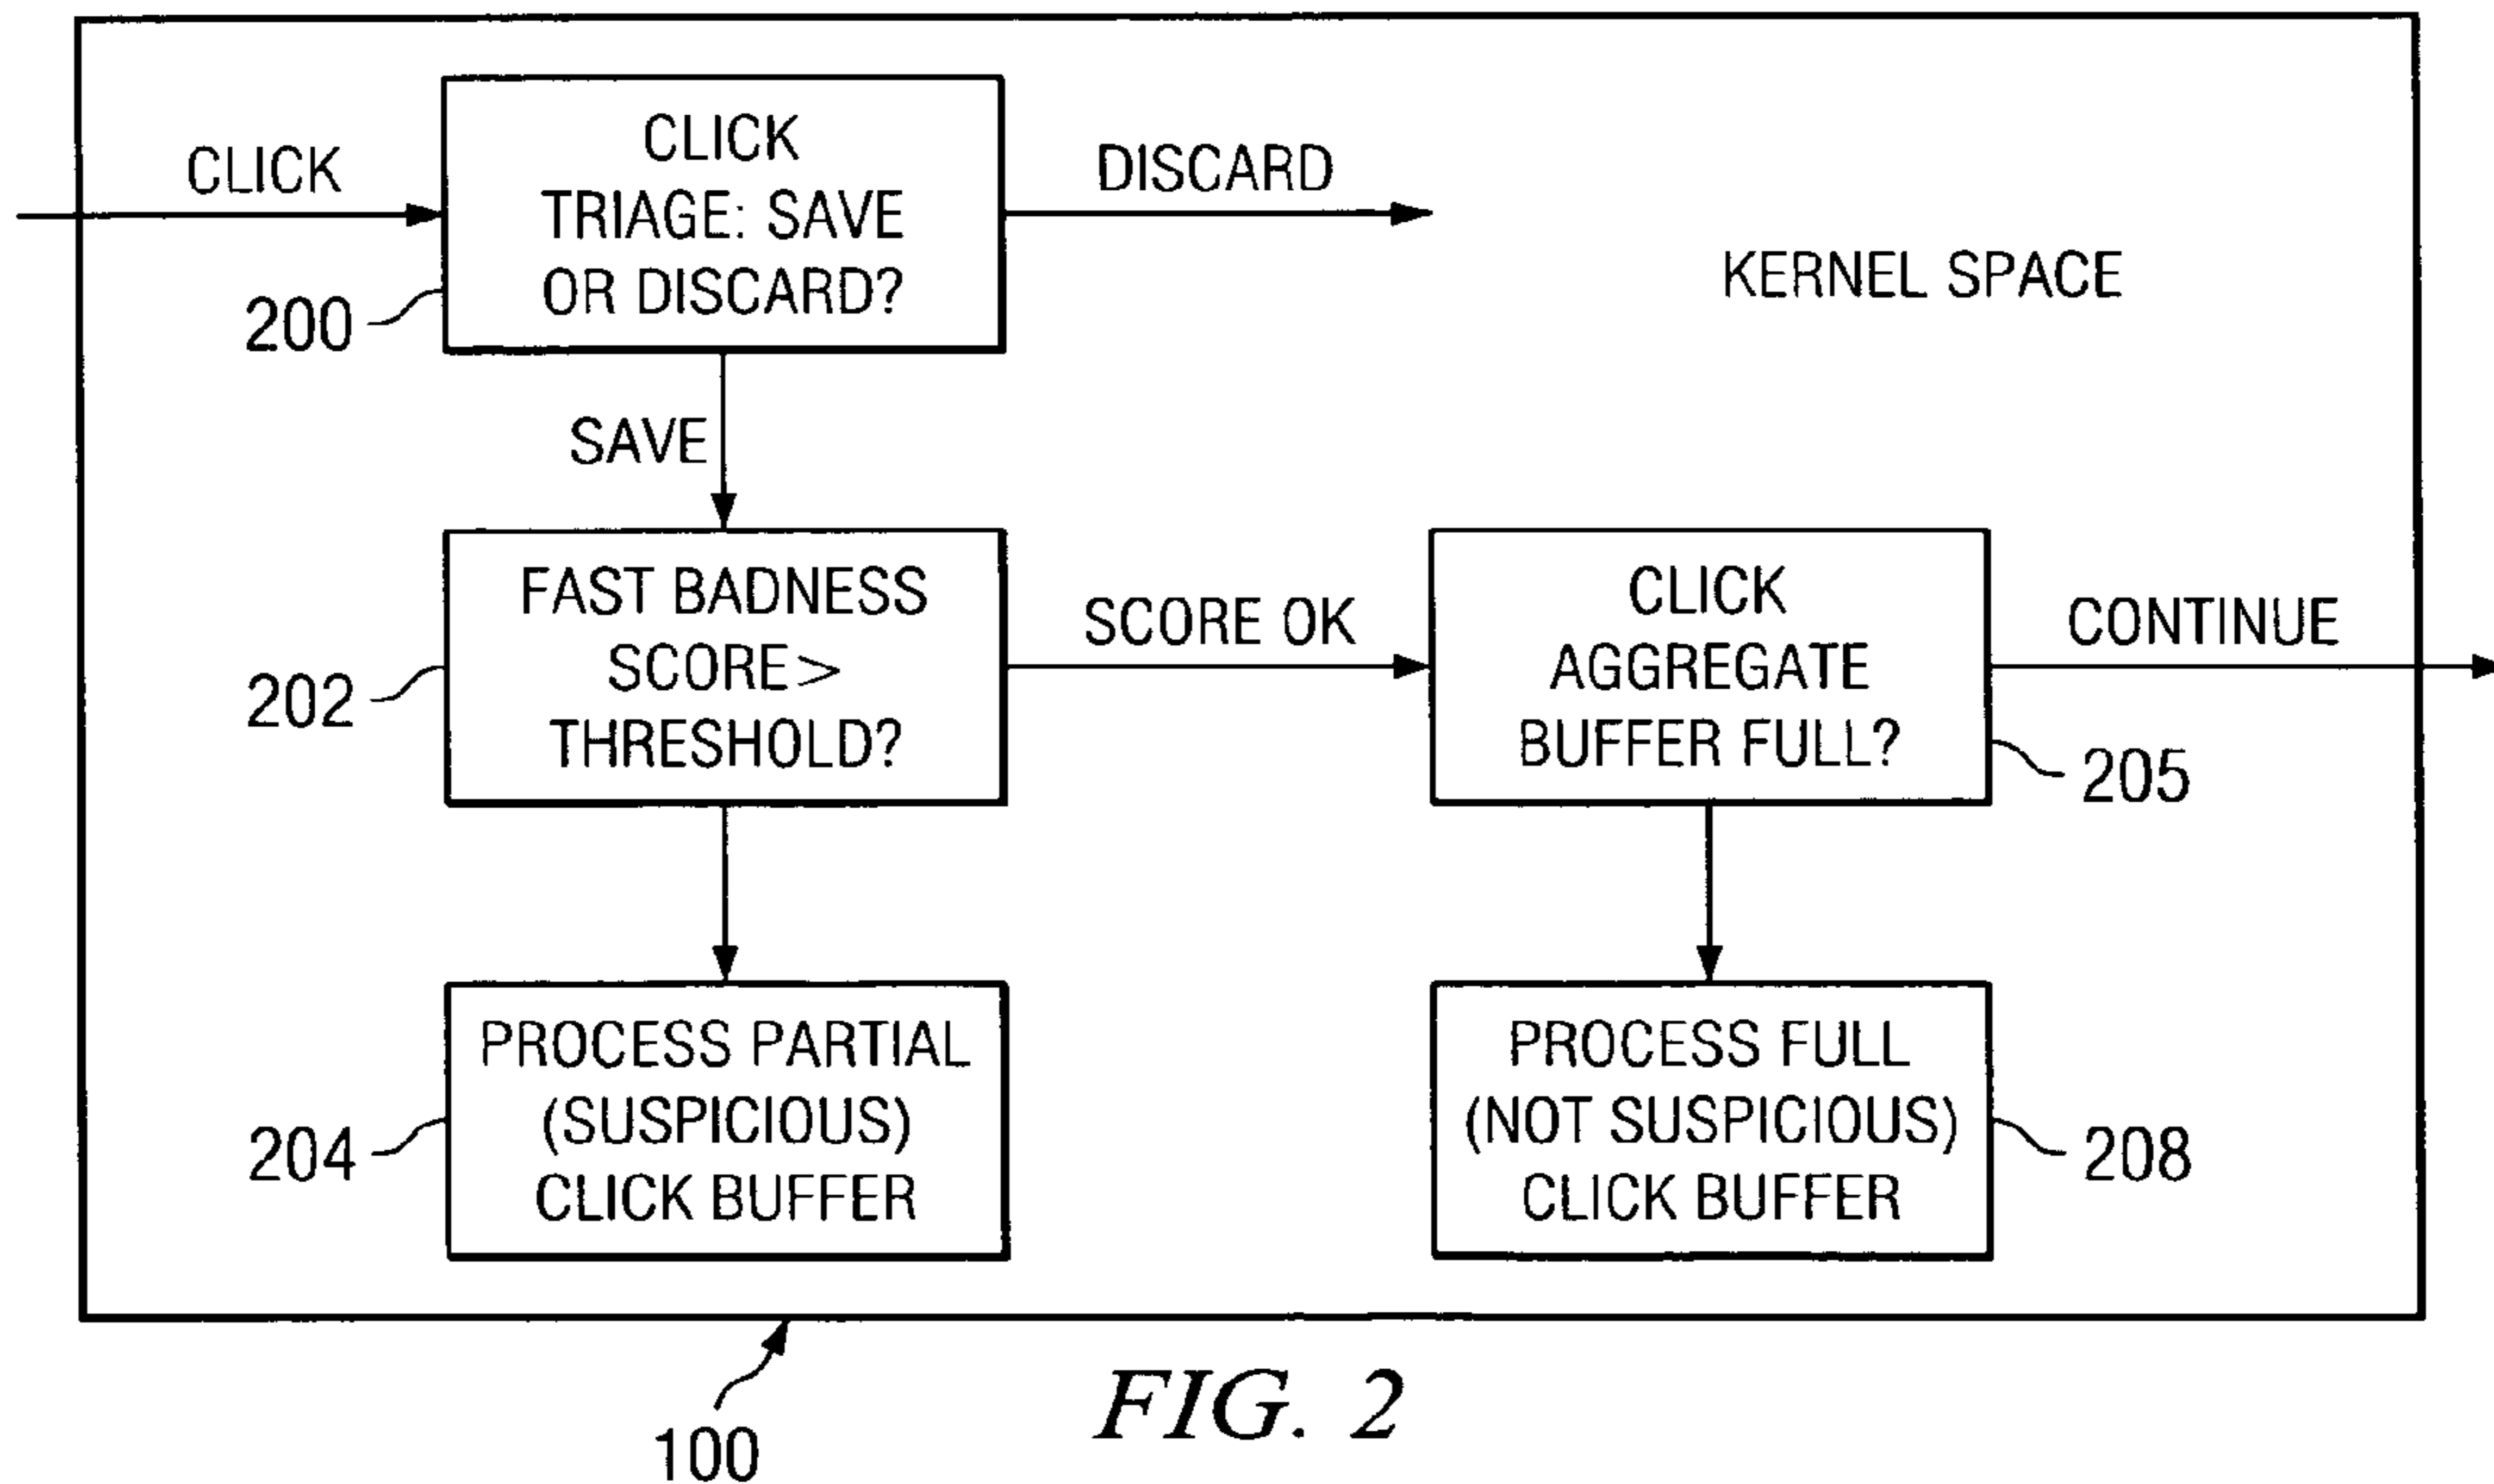 CLICK
CLICK
TRIAGE: SAVE
OR DISCARD?
200
DISCARD
KERNEL SPACE
SAVE
FAST BADNESS
SCORE>
THRESHOLD?
202
SCORE OK
CLICK
AGGREGATE
BUFFER FULL?
205
CONTINUE
PROCESS PARTIAL
(SUSPICIOUS)
CLICK BUFFER
204
PROCESS FULL
(NOT SUSPICIOUS)
CLICK BUFFER
208
100
FIG. 2